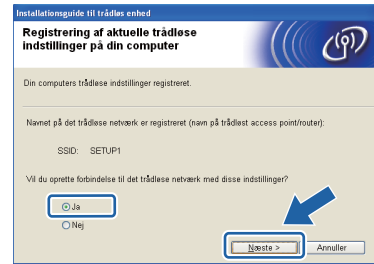 Installationsguide til trådløs enhed
Registrering af aktuelle trådløse
indstillinger på din computer
Din computers trådløse indstillinger registreret.
Navnet på det trådløse netværk er registreret (navn på trådløst access point/router):
SSID: SETUP1
Vil du oprette forbindelse til det trådløse netværk med disse indstillinger?
Ja
Nej
Næste >
Annuller